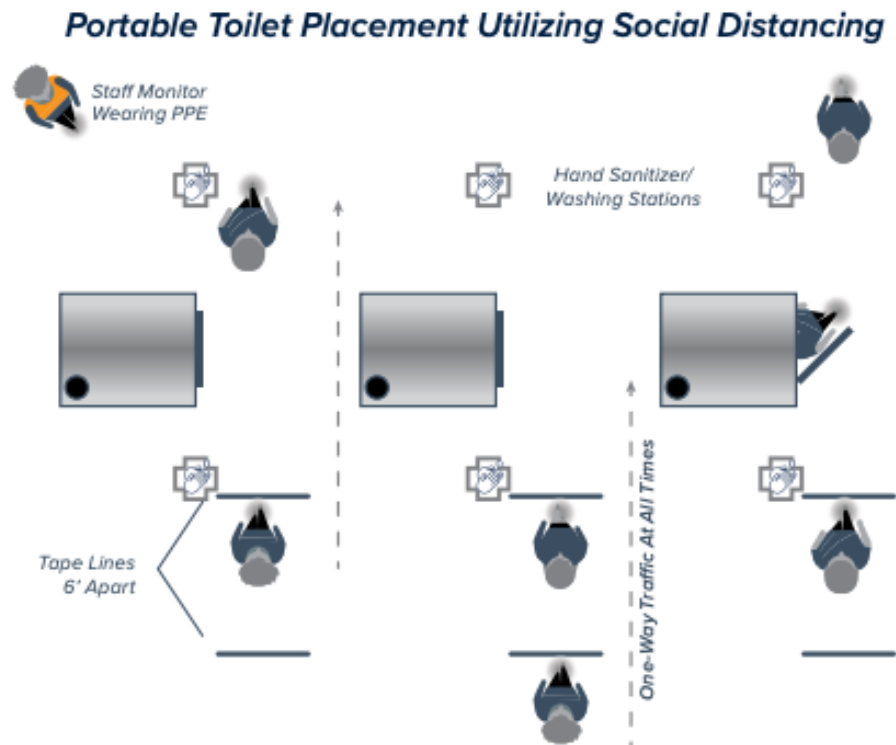 Portable Toilet Placement Utilizing Social Distancing
Staff Monitor
Wearing PPE
Hand Sanitizer/
Washing Stations
Tape Lines
6' Apart
One-Way Traffic At All Times